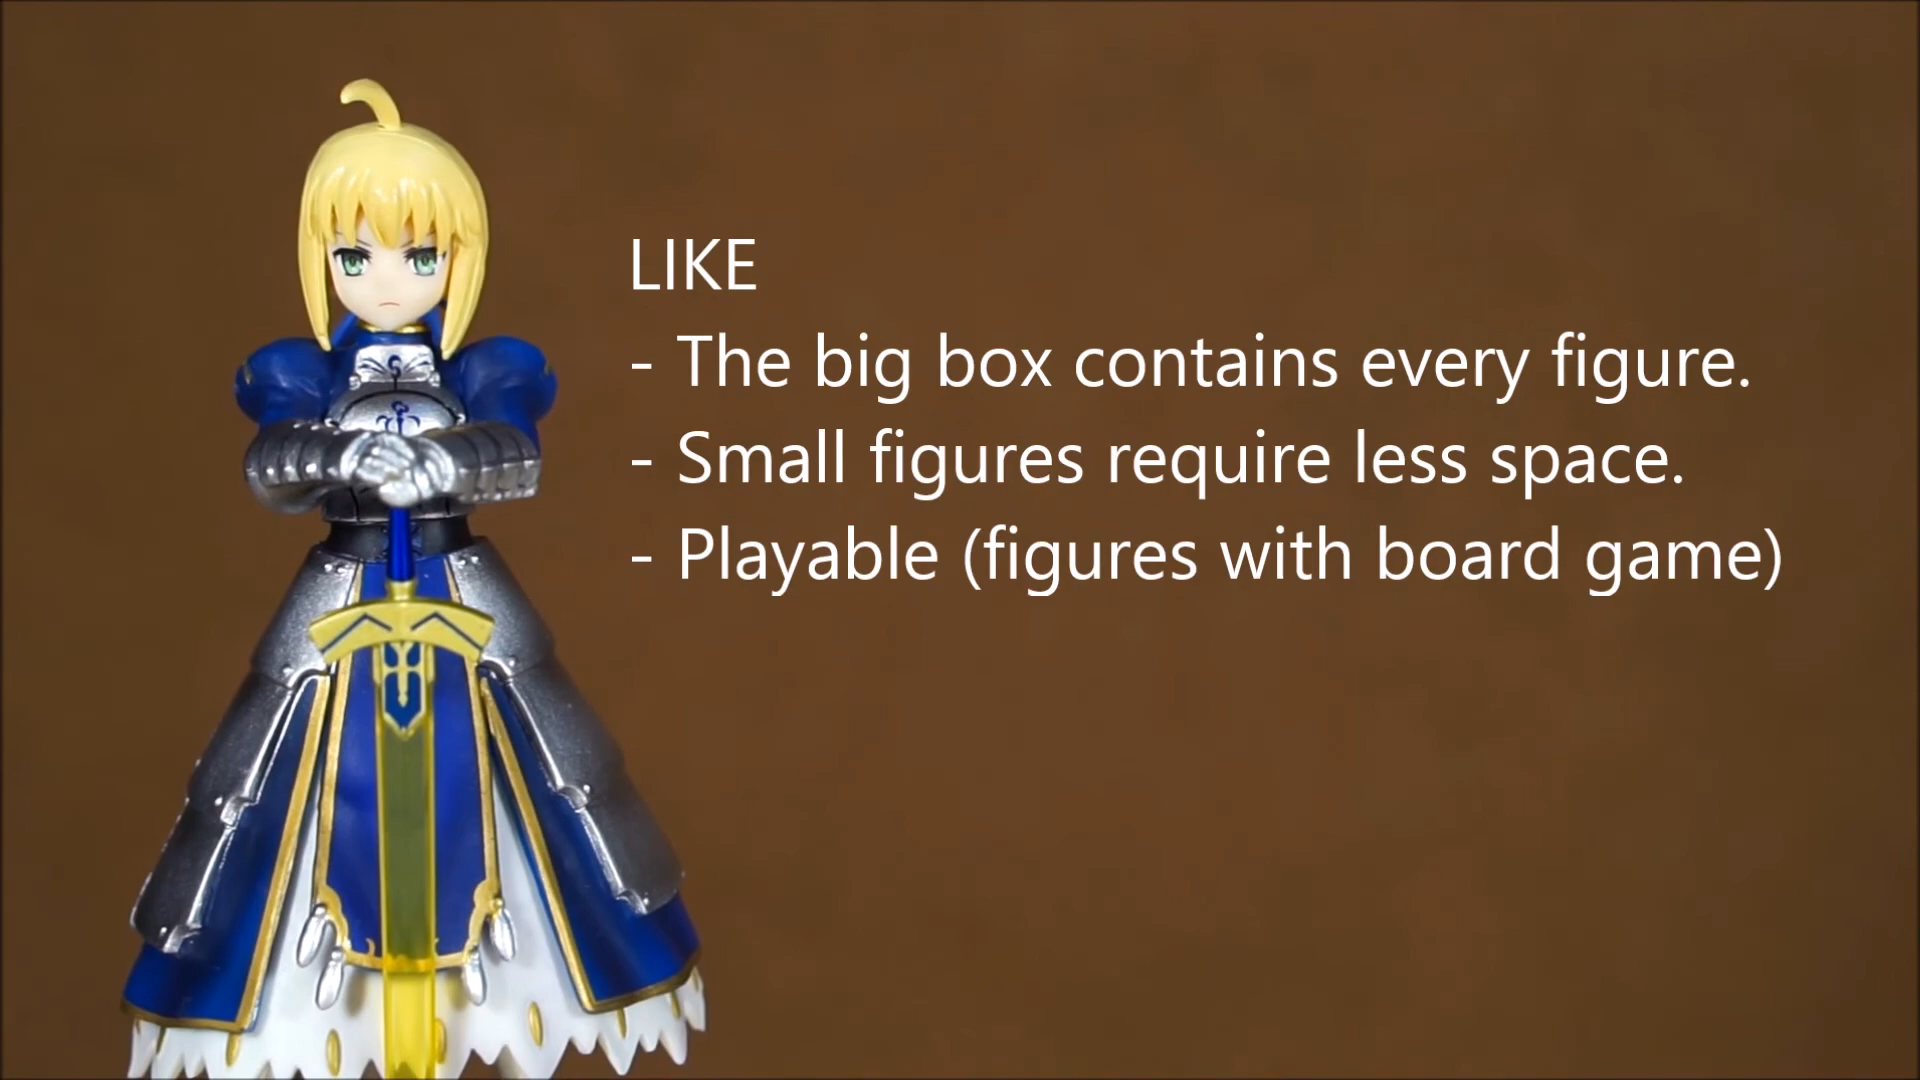 LIKE
- The big box contains every figure.
- Small figures require less space.
- Playable (figures with board game)